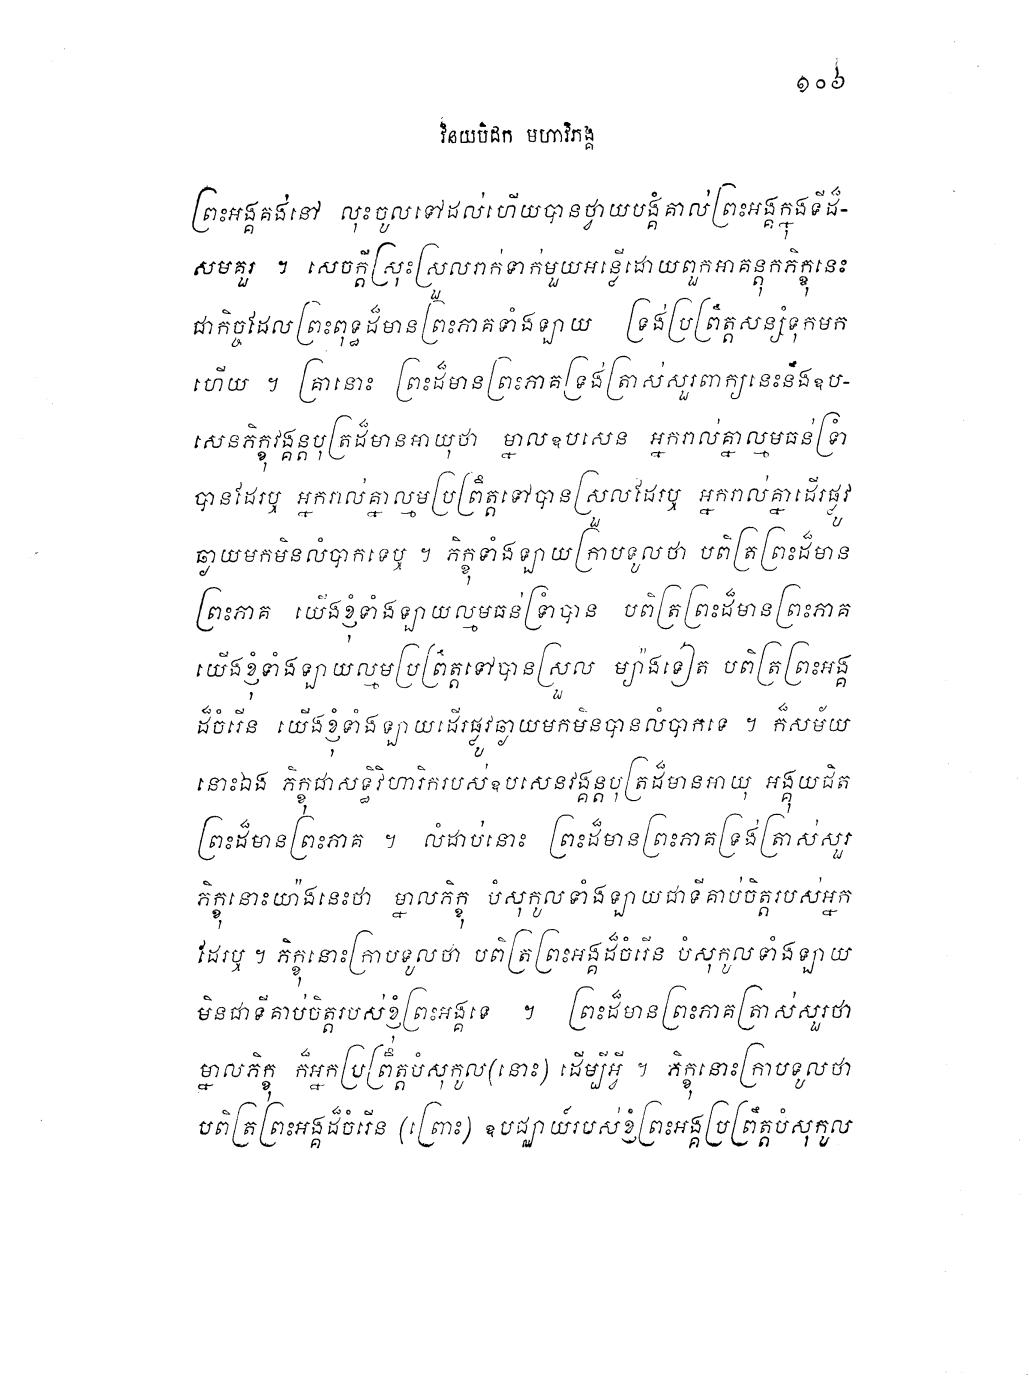 ១០៦
វិនយបិដក មហាវិភង្គ
ព្រះអង្គគង់នៅ លុះចូលទៅដល់ហើយបានថ្វាយបង្គំគាល់ព្រះអង្គក្នុងទីដ៏-
សមគួរ ។ សេចក្តីស្រុះស្រួលរាក់ទាក់មួយអន្លើដោយពួកអាគន្តុកភិក្ខុនេះ
ជាកិច្ចដែលព្រះពុទ្ធដ៏មានព្រះភាគទាំងឡាយ ទ្រង់ប្រព្រឹត្តសន្សំទុកមក
ហើយ ។ គ្រានោះ ព្រះដ៏មានព្រះភាគទ្រង់ត្រាស់សួរពាក្យនេះនឹងឧប-
សេនភិក្ខុវង្គន្តបុត្រដ៏មានអាយុថា ម្នាលឧបសេន អ្នករាល់គ្នាល្មមធន់ទ្រាំ
បានដែរឬ អ្នករាល់គ្នាល្មមប្រព្រឹត្តទៅបានស្រួលដែរឬ អ្នករាល់គ្នាដើរផ្លូវ
ឆ្ងាយមកមិនលំបាកទេឬ ។ ភិក្ខុទាំងឡាយក្រាបទូលថា បពិត្រព្រះដ៏មាន
ព្រះភាគ យើងខ្ញុំទាំងឡាយល្មមធន់ទ្រាំបាន បពិត្រព្រះដ៏មានព្រះភាគ
យើងខ្ញុំទាំងឡាយល្មមប្រព្រឹត្តទៅបានស្រួល ម្យ៉ាងទៀត បពិត្រព្រះអង្គ
ដ៏ចំរើន យើងខ្ញុំទាំងឡាយដើរផ្លូវឆ្ងាយមកមិនបានលំបាកទេ ។ ក៏សម័យ
នោះឯង ភិក្ខុជាសទ្ធិវិហារិករបស់ឧបសេនវង្គន្តបុត្រដ៏មានអាយុ អង្គុយជិត
ព្រះដ៏មានព្រះភាគ ។ លំដាប់នោះ ព្រះដ៏មានព្រះភាគទ្រង់ត្រាស់សួរ
ភិក្ខុនោះយ៉ាងនេះថា ម្នាលភិក្ខុ បំសុកូលទាំងឡាយជាទីគាប់ចិត្តរបស់អ្នក
ដែរឬ ។ ភិក្ខុនោះក្រាបទូលថា បពិត្រព្រះអង្គដ៏ចំរើន បំសុកូលទាំងឡាយ
មិនជាទីគាប់ចិត្តរបស់ខ្ញុំព្រះអង្គទេ ។ ព្រះដ៏មានព្រះភាគត្រាស់សួរថា
ម្នាលភិក្ខុ ក៏អ្នកប្រព្រឹត្តបំសុកូល(នោះ) ដើម្បីអ្វី ។ ភិក្ខុនោះក្រាបទូលថា
បពិត្រព្រះអង្គដ៏ចំរើន (ព្រោះ) ឧបជ្ឈាយ៍របស់ខ្ញុំព្រះអង្គប្រព្រឹត្តបំសុកូល